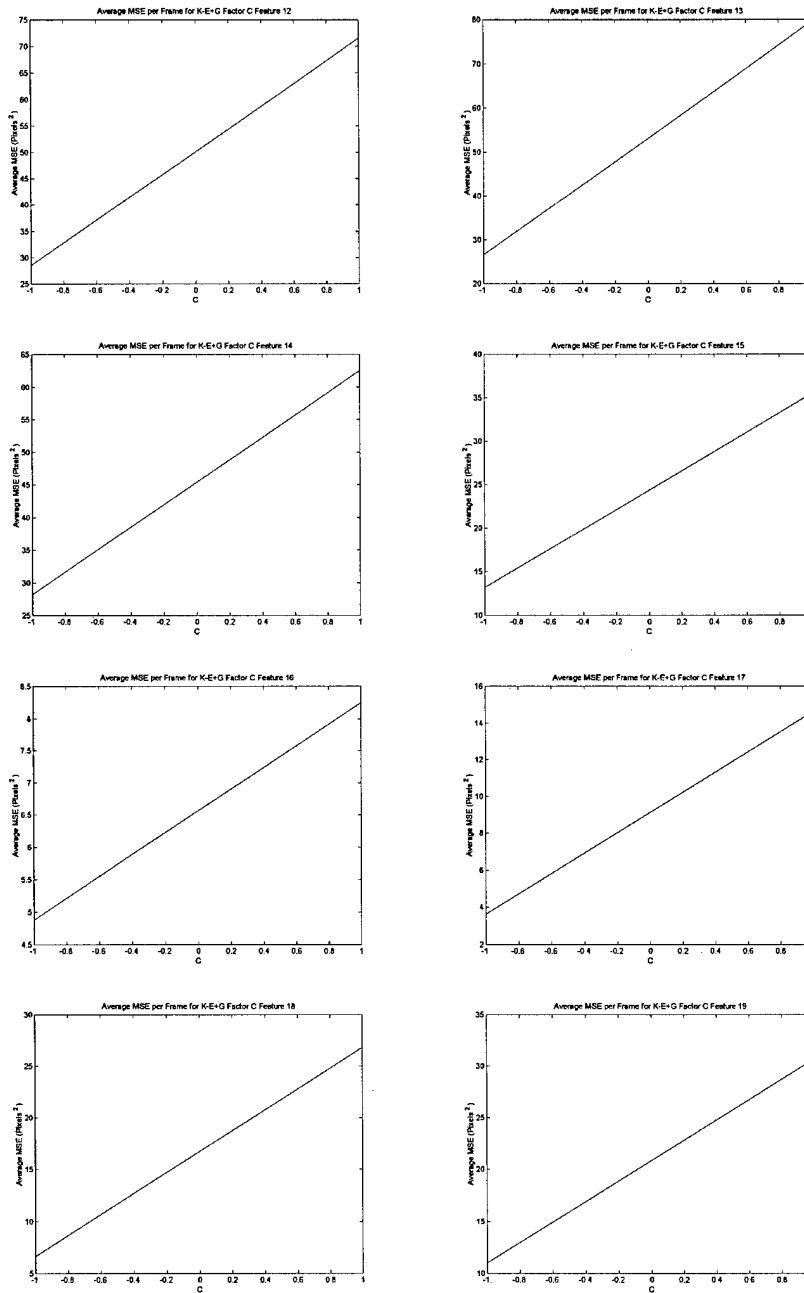 Average MSE per Frame for K-E+G Factor C Feature 12
Average MSE (Pixels 2)
75
70
65
60
55
50
45
40
35
30
25
-1 -0.8 -0.6 -0.4 -0.2 0 0.2 0.4 0.6 0.8 1
C
Average MSE per Frame for K-E+G Factor C Feature 13
Average MSE (Pixels 2)
80
70
60
50
40
30
20
-1 -0.8 -0.6 -0.4 -0.2 0 0.2 0.4 0.6 0.8 1
C
Average MSE per Frame for K-E+G Factor C Feature 14
Average MSE (Pixels 2)
65
60
55
50
45
40
35
30
25
-1 -0.8 -0.6 -0.4 -0.2 0 0.2 0.4 0.6 0.8 1
C
Average MSE per Frame for K-E+G Factor C Feature 15
Average MSE (Pixels 2)
40
35
30
25
20
15
10
-1 -0.8 -0.6 -0.4 -0.2 0 0.2 0.4 0.6 0.8
C
Average MSE per Frame for K-E+G Factor C Feature 16
Average MSE (Pixels 2)
8.5
8
7.5
7
6.5
6
5.5
5
4.5
-1 -0.8 -0.6 -0.4 -0.2 0 0.2 0.4 0.6 0.8 1
C
Average MSE per Frame for K-E+G Factor C Feature 17
Average MSE (Pixels 2)
16
14
12
10
8
6
4
2
-1 -0.8 -0.6 -0.4 -0.2 0 0.2 0.4 0.6 0.8
C
Average MSE per Frame for K-E+G Factor C Feature 18
Average MSE (Pixels 2)
30
25
20
15
10
5
-1 -0.8 -0.6 -0.4 -0.2 0 0.2 0.4 0.6 0.8 1
C
Average MSE per Frame for K-E+G Factor C Feature 19
Average MSE (Pixels 2)
35
30
25
20
15
10
-1 -0.8 -0.6 -0.4 -0.2 0 0.2 0.4 0.6 0.8
C